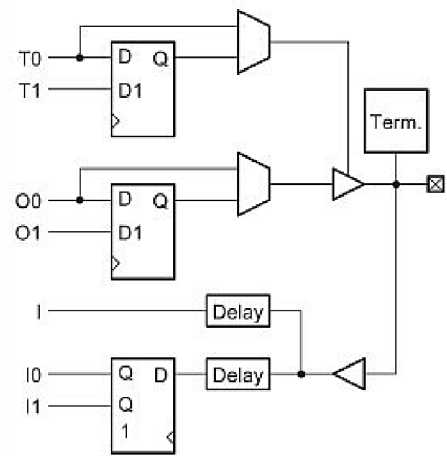 T0 D Q
T1 D1
Term.
O0 D Q
O1 D1
I Delay
I0 Q D Delay
I1 Q
1